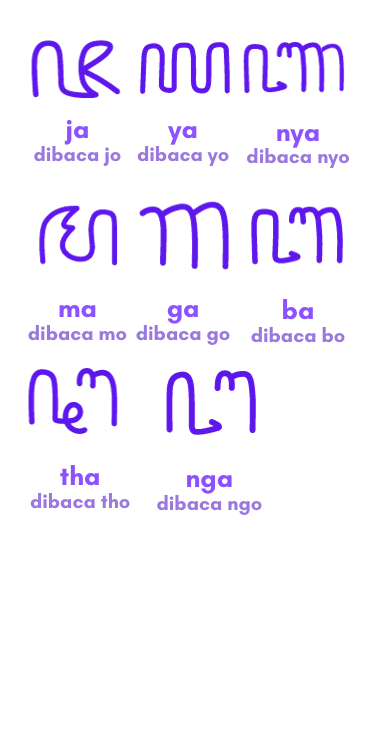 ꦗ ꦪ ꦚ
ja ya nya
dibaca jo dibaca yo dibaca nyo
ꦩ ꦒ ꦧ
ma ga ba
dibaca mo dibaca go dibaca bo
ꦛ ꦔ
tha nga
dibaca tho dibaca ngo